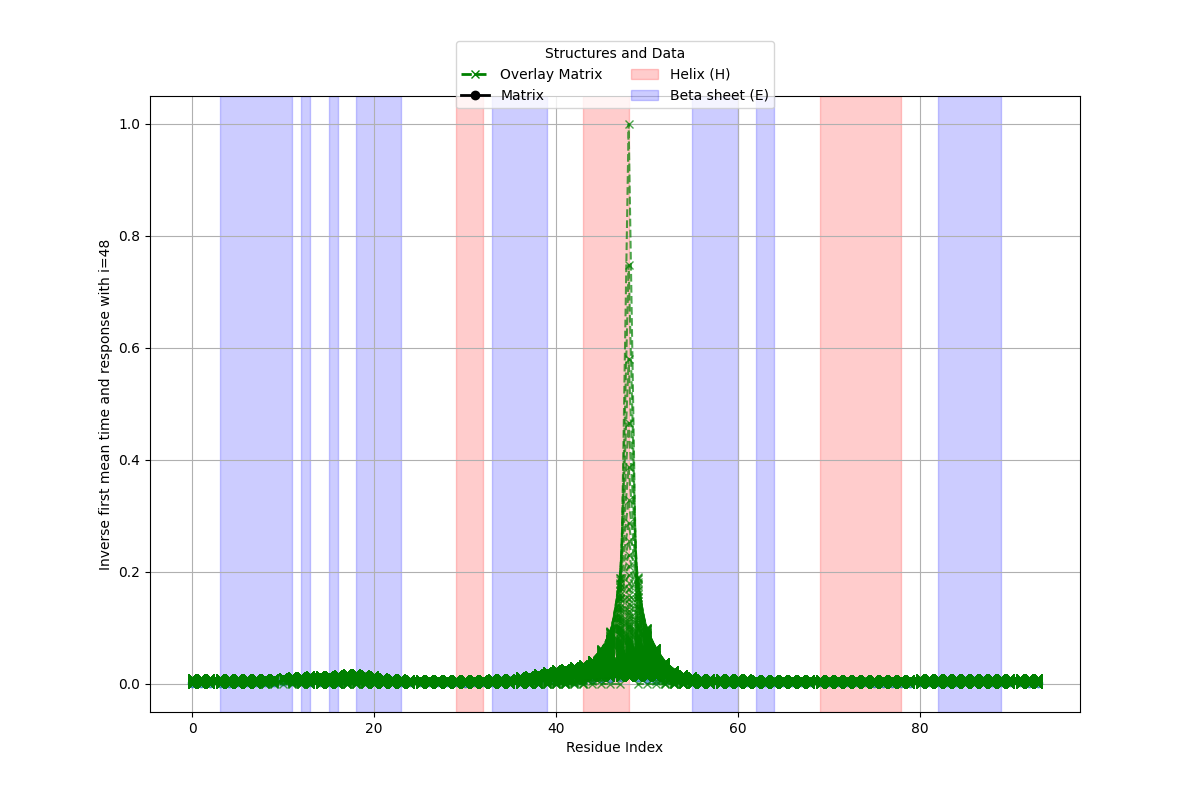 Structures and Data
Overlay Matrix
Helix (H)
Matrix
Beta sheet (E)
1.0
0.8
0.6
0.4
0.2
0.0
Inverse first mean time and response with i=48
0
20
40
60
80
Residue Index